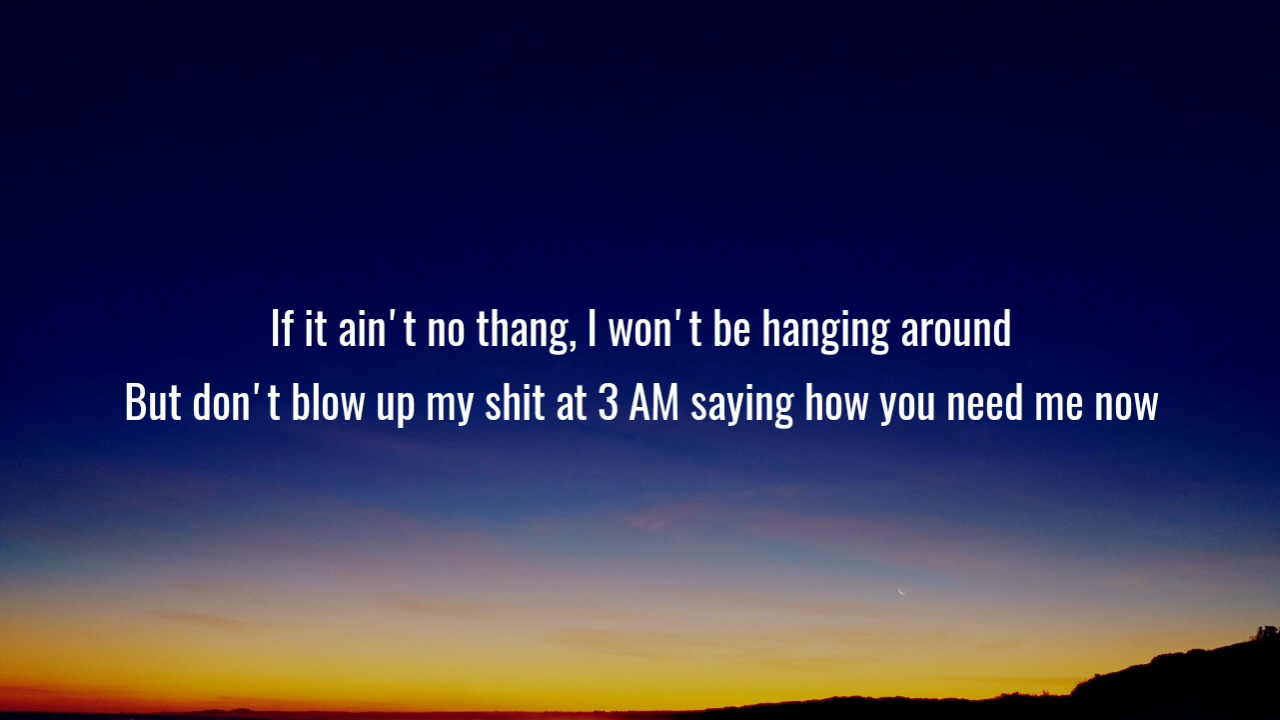 If it ain't no thang, I won't be hanging around
But don't blow up my shit at 3 AM saying how you need me now